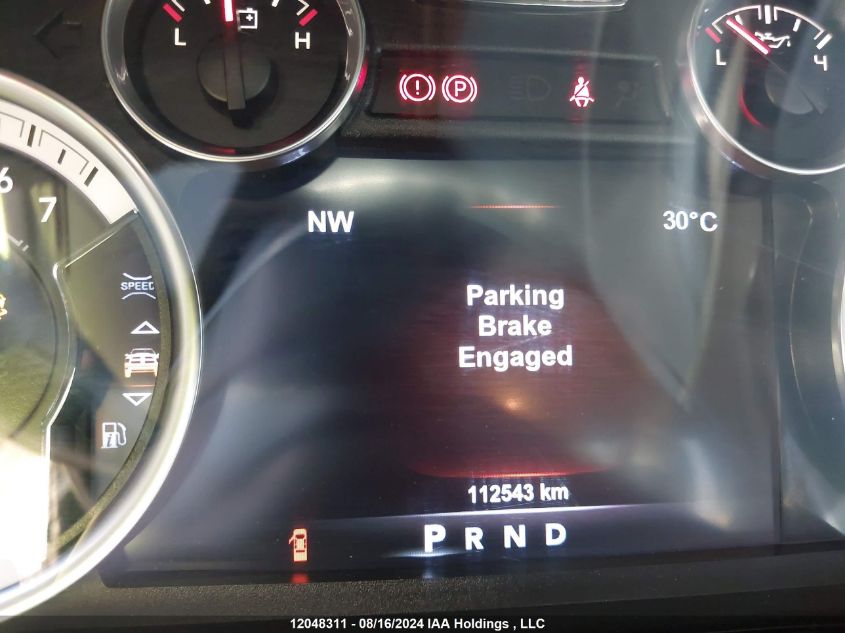 L H
L Ч
! P
6
7
NW 30°C
SPEED
Parking
Brake
Engaged
i
112543 km
P R N D
12048311 - 08/16/2024 IAA Holdings , LLC